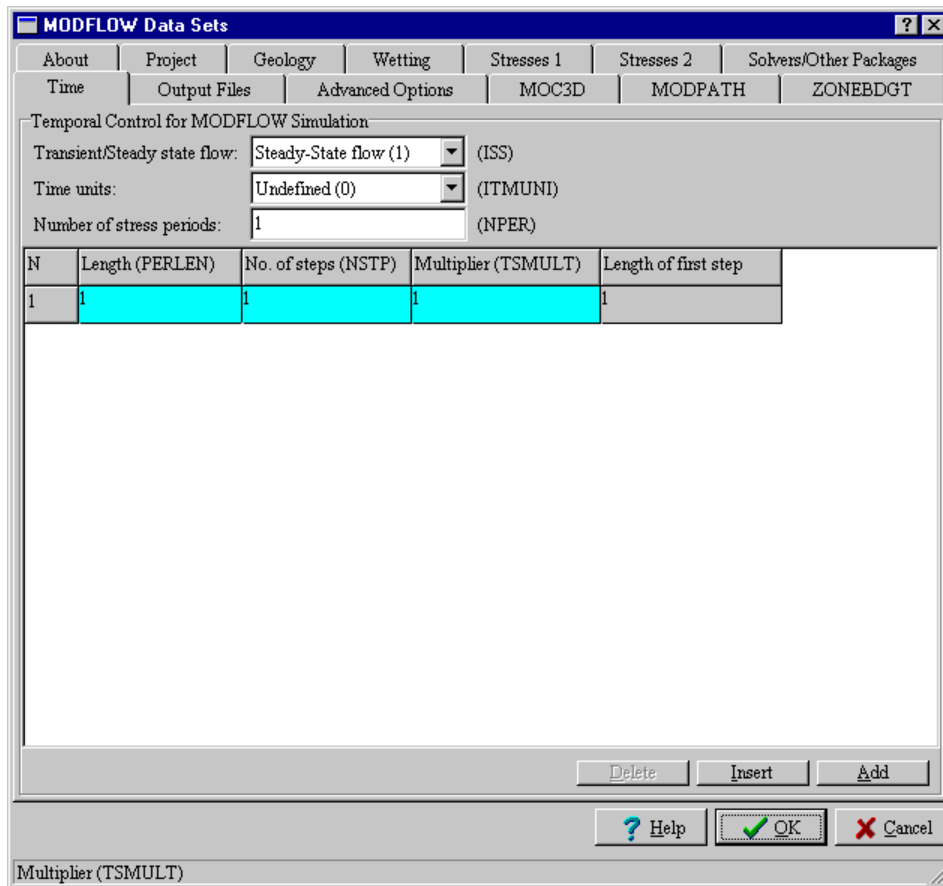 MODFLOW Data Sets
About Project Geology Wetting Stresses 1 Stresses 2 Solvers/Other Packages
Time Output Files Advanced Options MOC3D MODPATH ZONEBDGT
Temporal Control for MODFLOW Simulation
Transient/Steady state flow: Steady-State flow (1) (ISS)
Time units: Undefined (0) (ITMUNI)
Number of stress periods: 1 (NPER)
N Length (PERLEN) No. of steps (NSTP) Multiplier (TSMULT) Length of first step
1 1 1 1 1
Delete Insert Add
? Help OK Cancel
Multiplier (TSMULT)